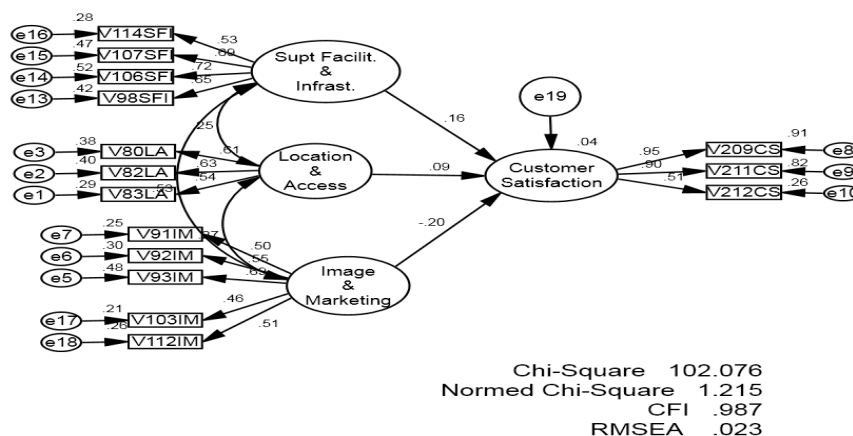 .28
e16 V114SFI .53
.47
e15 V107SFI .69
.52
e14 V106SFI .72
.42
e13 V98SFI .65
Supt Facilit.
&
Infrast.
.25
.16
e19
.04
.38
e3 V80LA .61
.40
e2 V82LA .63
.29
e1 V83LA .54
Location
&
Access
.09
Customer
Satisfaction
.95 V209CS .91 e8
.90 V211CS .82 e9
.51 V212CS .26 e10
.25
e7 V91IM .50
.30
e6 V92IM .55
.48
e5 V93IM .69
.21
e17 V103IM .46
.26
e18 V112IM .51
Image
&
Marketing
-.20
Chi-Square 102.076
Normed Chi-Square 1.215
CFI .987
RMSEA .023